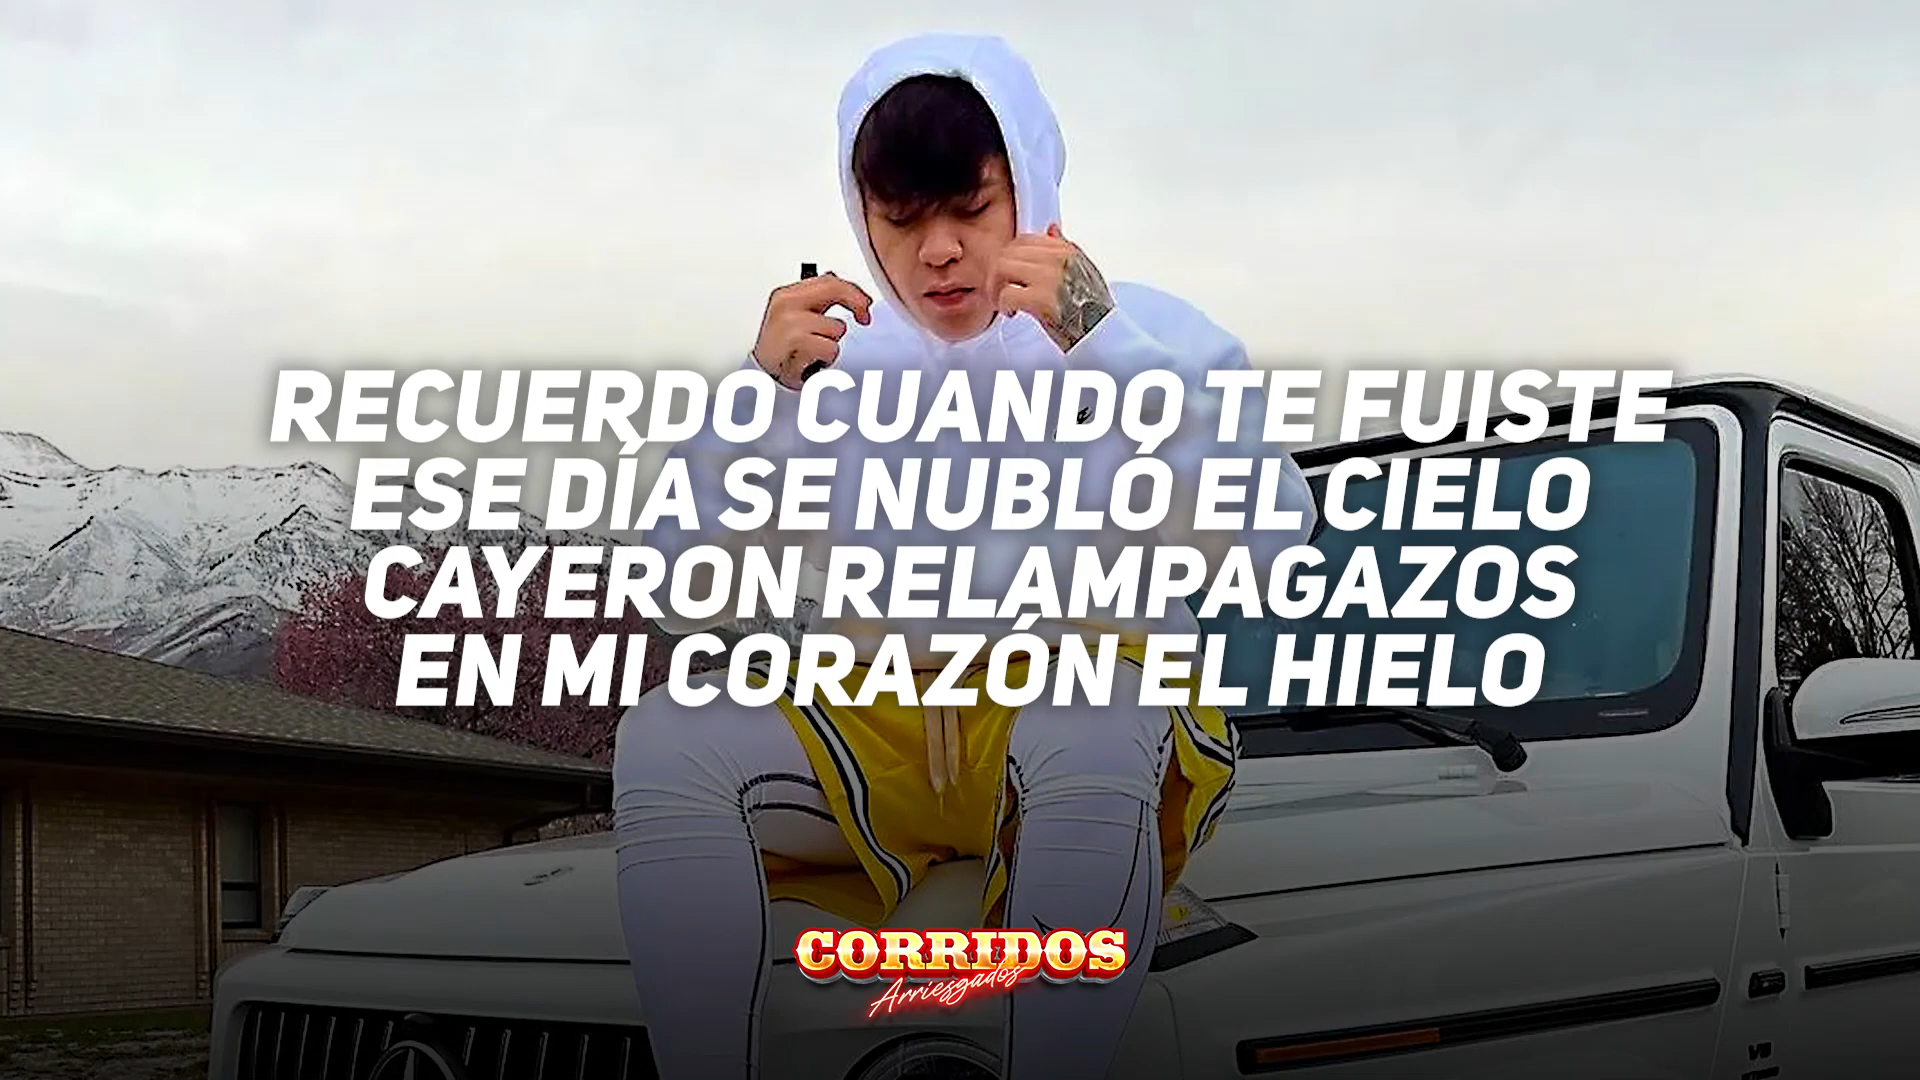 RECUERDO CUANDO TE FUISTE
ESE DÍA SE NUBLÓ EL CIELO
CAYERON RELAMPAGAZOS
EN MI CORAZÓN EL HIELO
CORRIDOS
Arriesgados